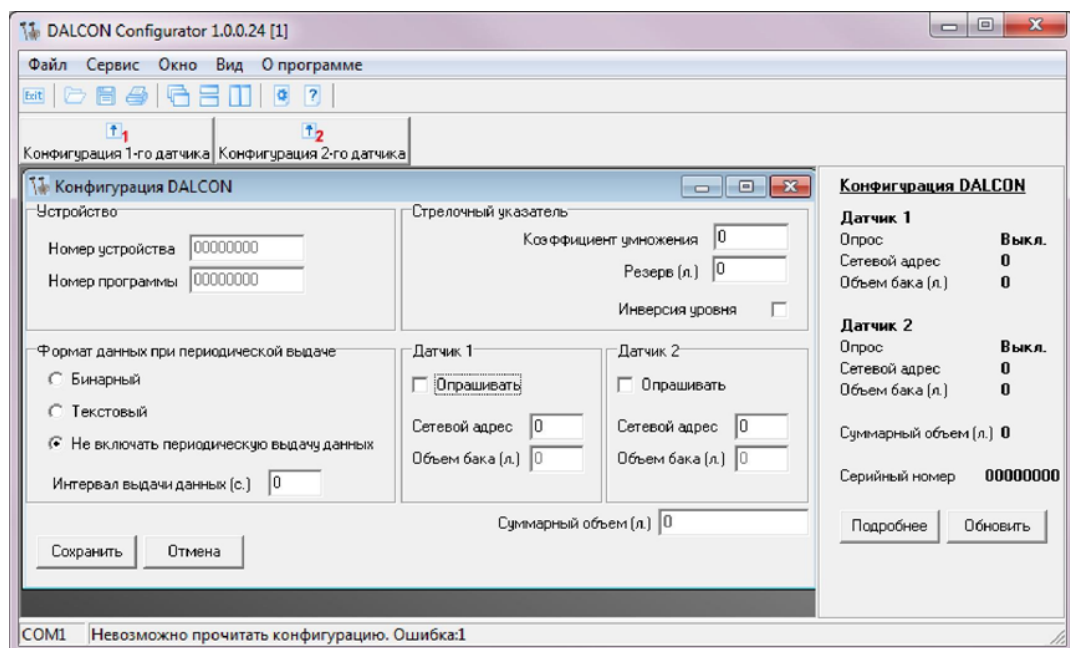 DALCON Configurator 1.0.0.24 [1]
Файл Сервис Окно Вид О программе
Exit
1 2
Конфигурация 1-го датчика Конфигурация 2-го датчика
Конфигурация DALCON
Устройство
Номер устройства 00000000
Номер программы 00000000
Стрелочный указатель
Коэффициент умножения 0
Резерв (л.) 0
Инверсия уровня
Формат данных при периодической выдаче
Бинарный
Текстовый
Не включать периодическую выдачу данных
Интервал выдачи данных (с.) 0
Датчик 1
Опрашивать
Сетевой адрес 0
Объем бака (л.) 0
Датчик 2
Опрашивать
Сетевой адрес 0
Объем бака (л.) 0
Суммарный объем (л.) 0
Сохранить Отмена
Конфигурация DALCON
Датчик 1
Опрос Выкл.
Сетевой адрес 0
Объем бака (л.) 0
Датчик 2
Опрос Выкл.
Сетевой адрес 0
Объем бака (л.) 0
Суммарный объем (л.) 0
Серийный номер 00000000
Подробнее Обновить
COM1 Невозможно прочитать конфигурацию. Ошибка:1